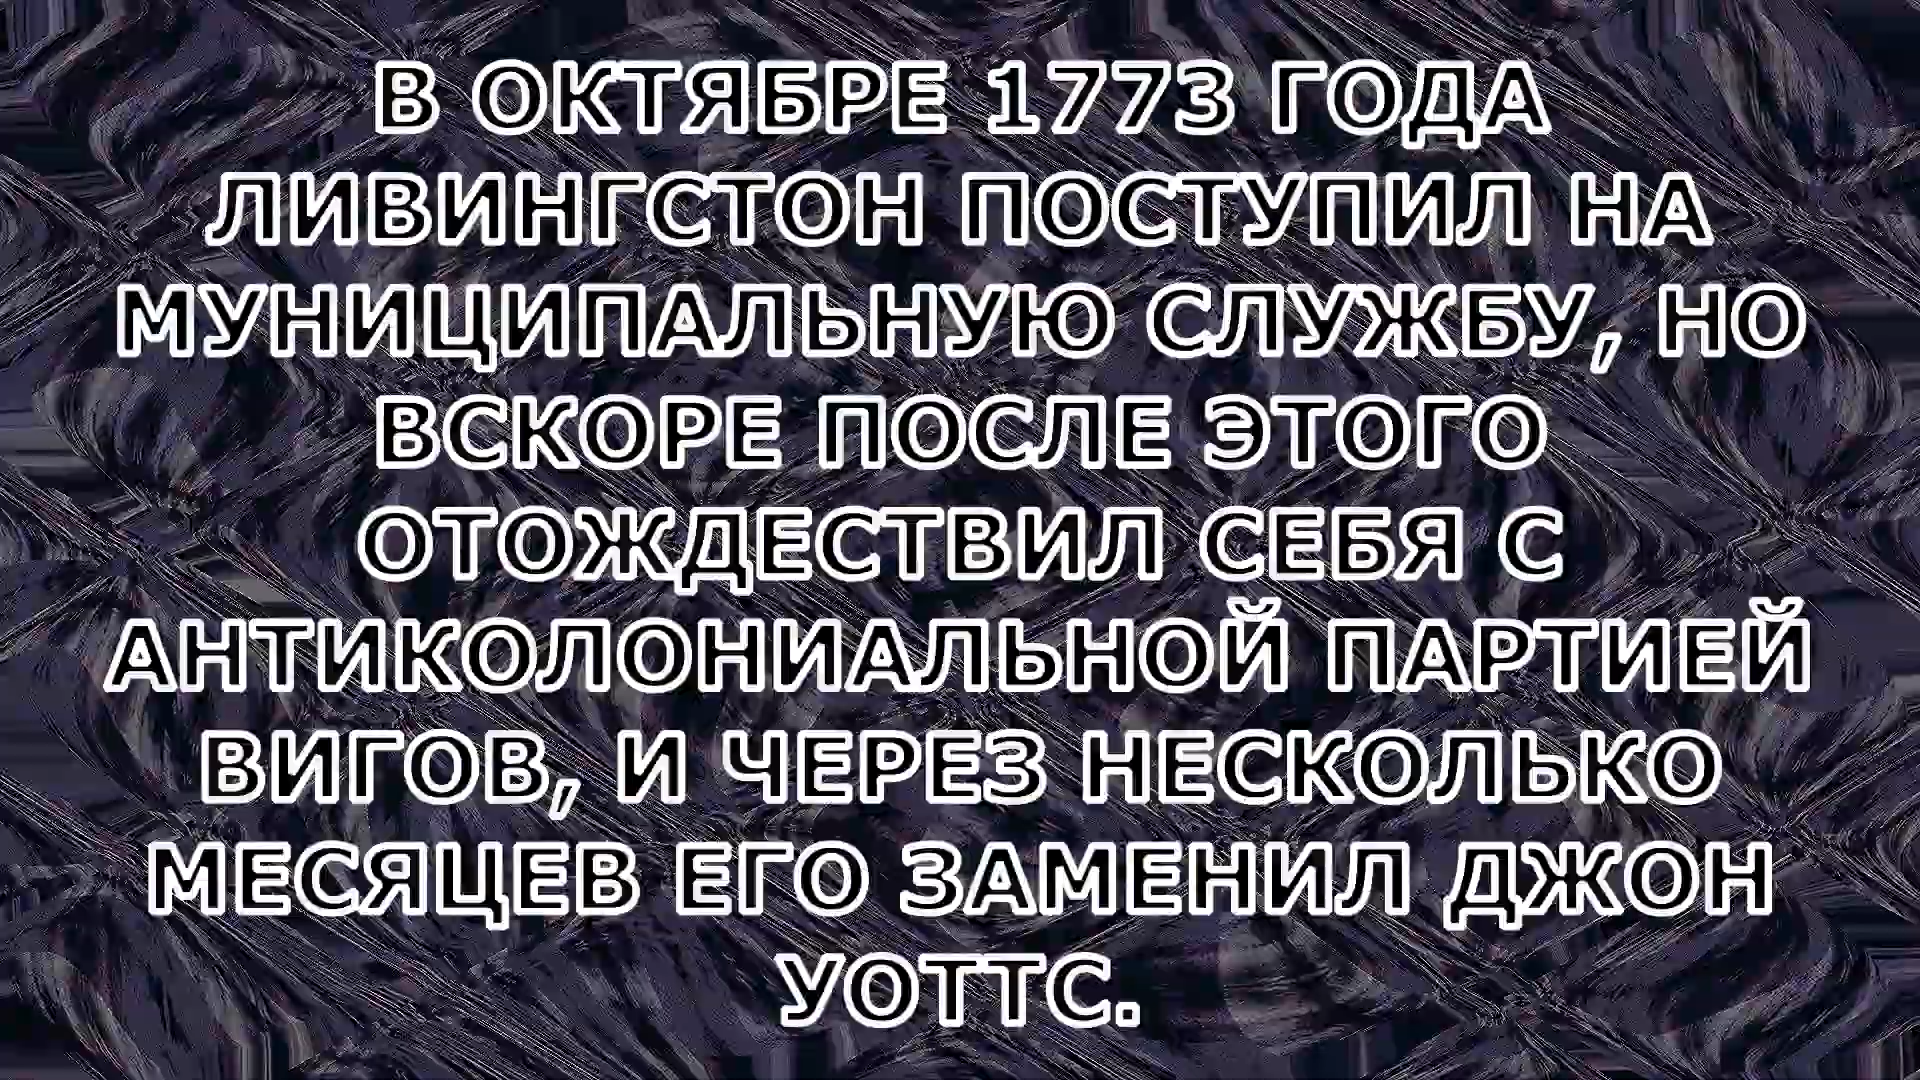 В ОКТЯБРЕ 1773 ГОДА
ЛИВИНГСТОН ПОСТУПИЛ НА
МУНИЦИПАЛЬНУЮ СЛУЖБУ, НО
ВСКОРЕ ПОСЛЕ ЭТОГО
ОТОЖДЕСТВИЛ СЕБЯ С
АНТИКОЛОНИАЛЬНОЙ ПАРТИЕЙ
ВИГОВ, И ЧЕРЕЗ НЕСКОЛЬКО
МЕСЯЦЕВ ЕГО ЗАМЕНИЛ ДЖОН
УОТТС.